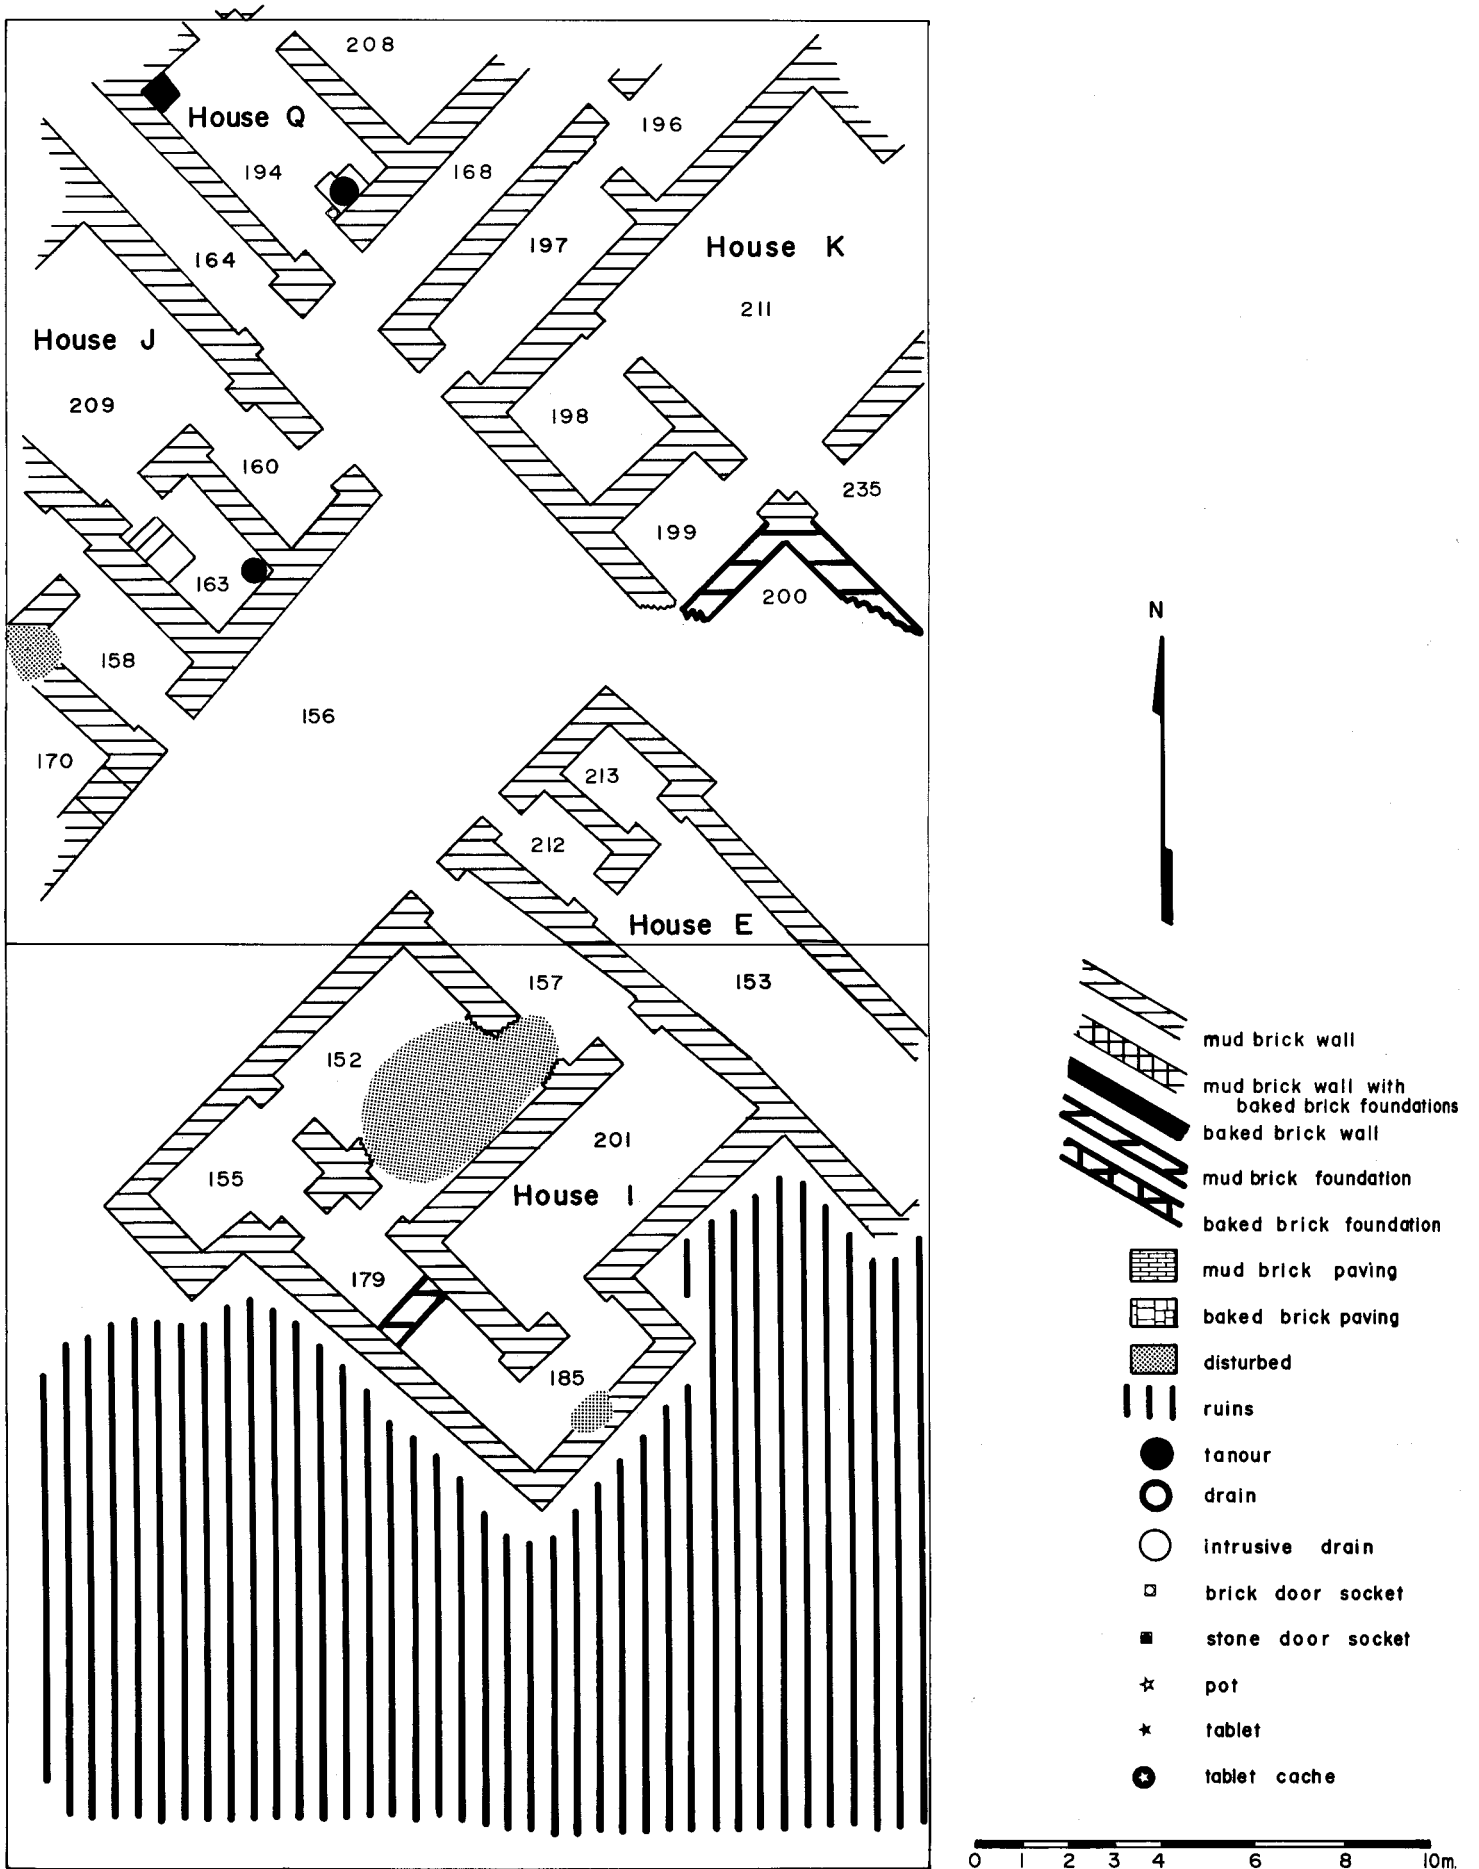 208
House Q
196
194
168
197
House K
164
211
House J
209
198
160
235
199
163
200
158
156
170
213
212
House E
157
153
152
201
155
House I
179
185
N
mud brick wall
mud brick wall with
baked brick foundations
baked brick wall
mud brick foundation
baked brick foundation
mud brick paving
baked brick paving
disturbed
ruins
tanour
drain
intrusive drain
brick door socket
stone door socket
pot
tablet
tablet cache
0 1 2 3 4 6 8 10m.